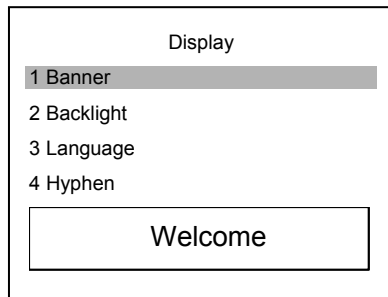 Display
1 Banner
2 Backlight
3 Language
4 Hyphen
Welcome